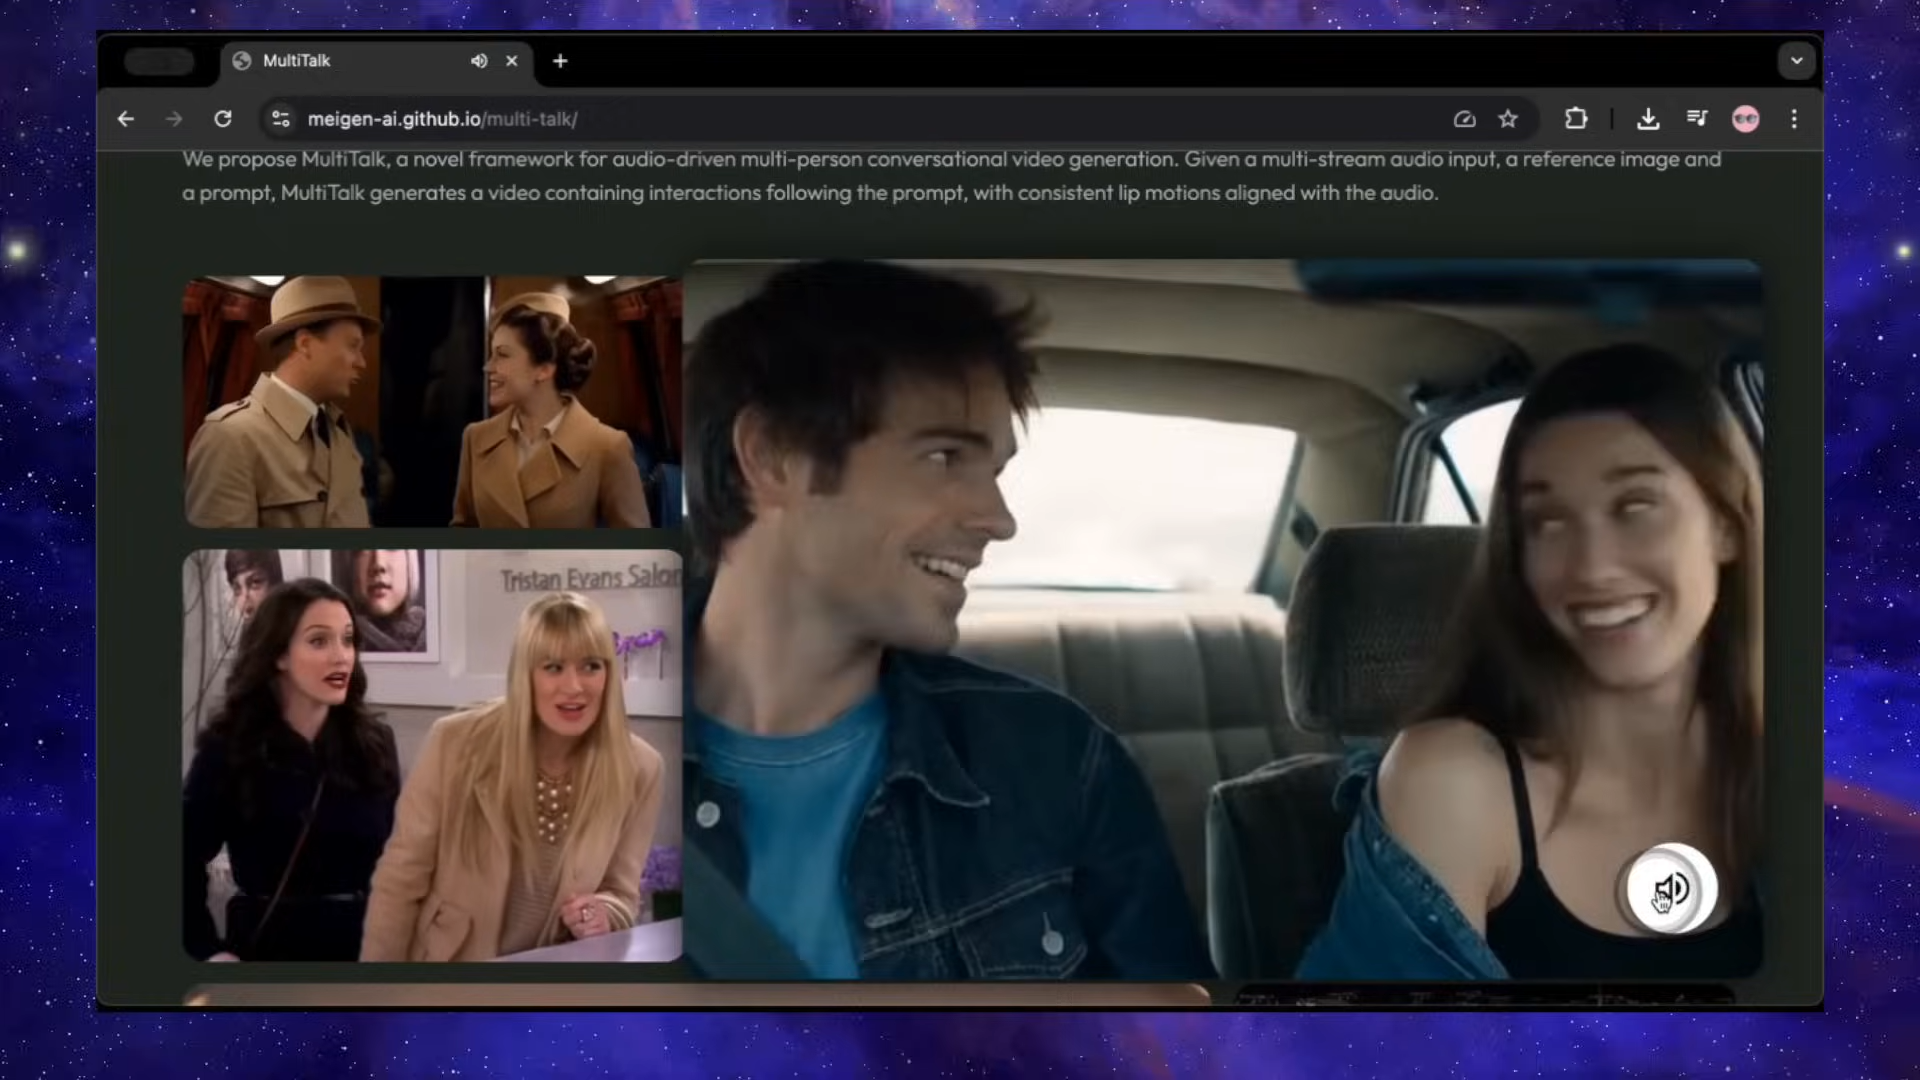 MultiTalk
meigen-ai.github.io/multi-talk/
We propose MultiTalk, a novel framework for audio-driven multi-person conversational video generation. Given a multi-stream audio input, a reference image and
a prompt, MultiTalk generates a video containing interactions following the prompt, with consistent lip motions aligned with the audio.
Tristan Evans Salon